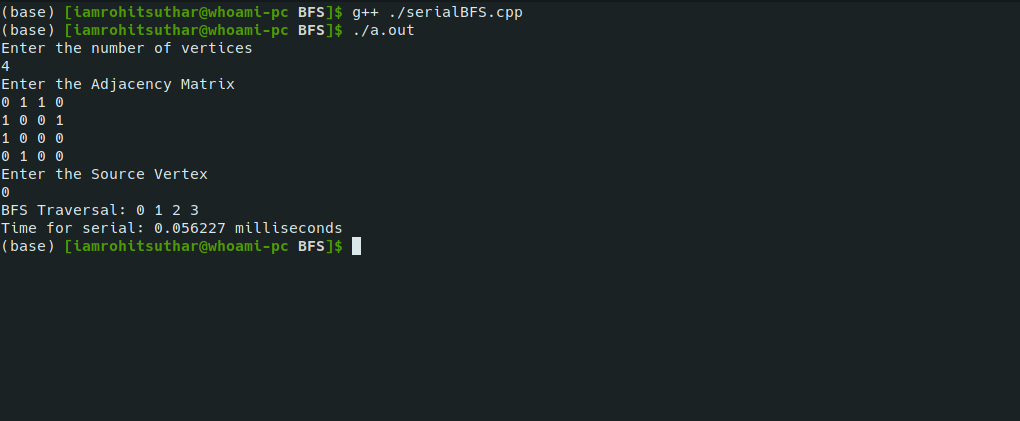 (base) [iamrohitsuthar@whoami-pc BFS]$ g++ ./serialBFS.cpp
(base) [iamrohitsuthar@whoami-pc BFS]$ ./a.out
Enter the number of vertices
4
Enter the Adjacency Matrix
0 1 1 0
1 0 0 1
1 0 0 0
0 1 0 0
Enter the Source Vertex
0
BFS Traversal: 0 1 2 3
Time for serial: 0.056227 milliseconds
(base) [iamrohitsuthar@whoami-pc BFS]$